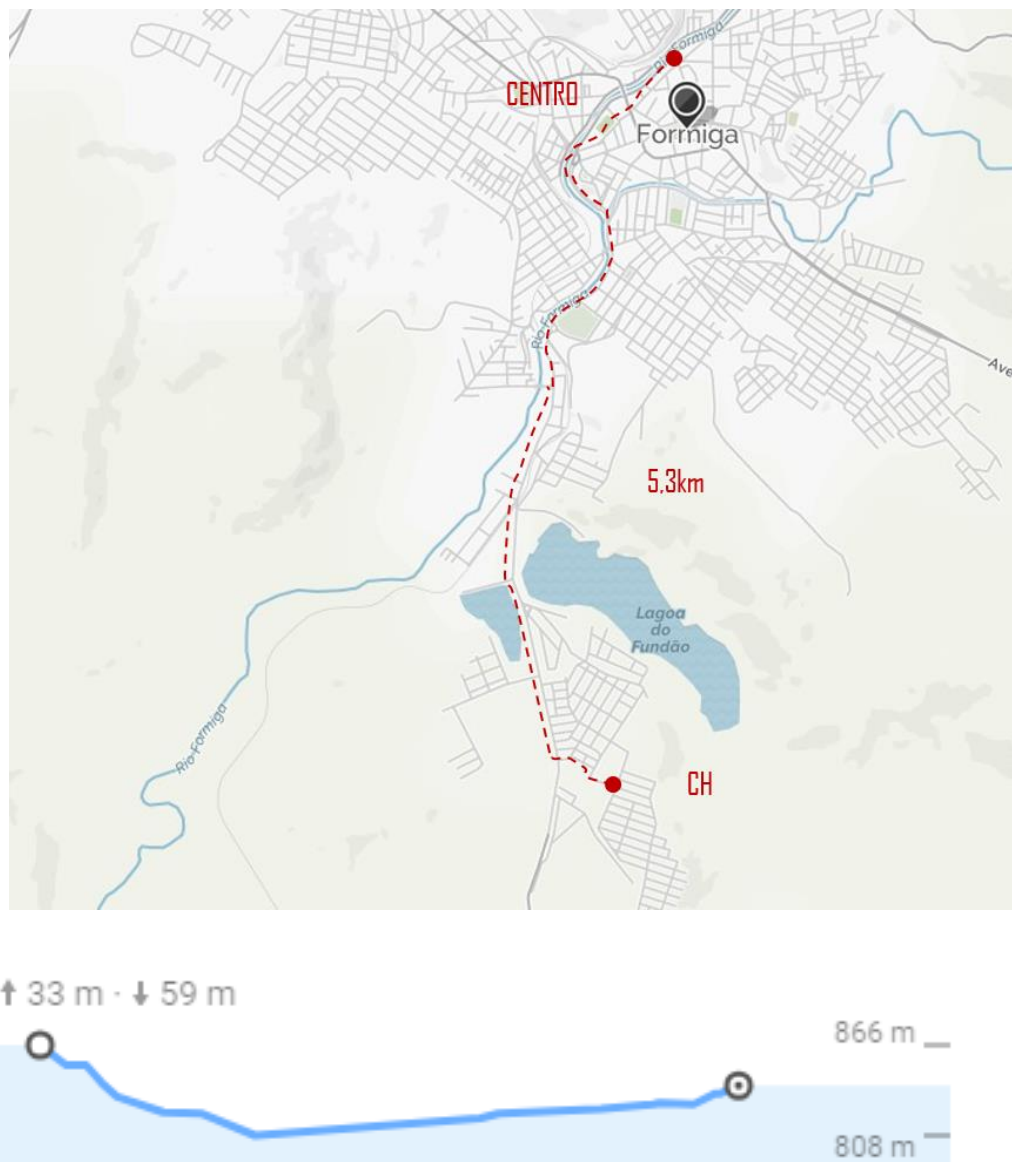 Rio Formiga
CENTRO
Formiga
Rio Formiga
Ave
5,3km
Lagoa
do
Fundão
Rio Formiga
CH
↑ 33 m · ↓ 59 m
866 m
808 m